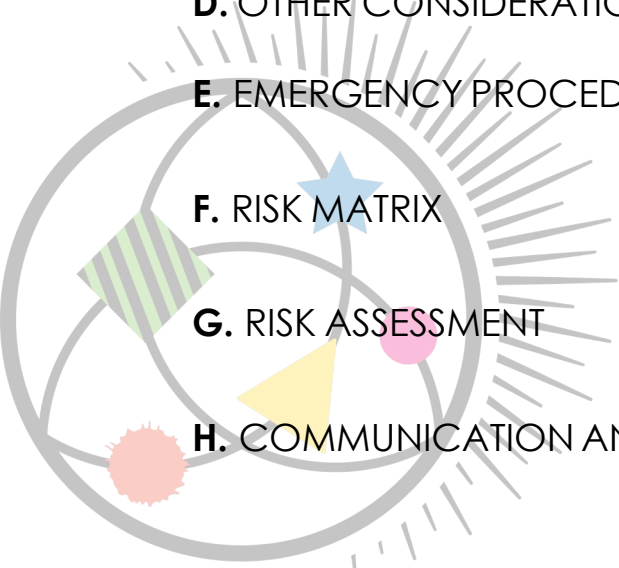 D. OTHER CONSIDERATIO
E. EMERGENCY PROCED
F. RISK MATRIX
G. RISK ASSESSMENT
H. COMMUNICATION AN